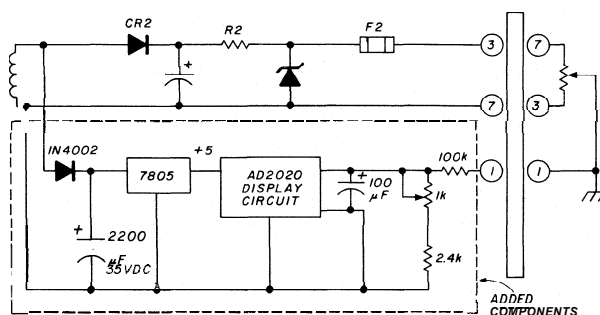 CR2
R2
F2
3
7
+
7
3
1N4002
7805
+5
AD2020
DISPLAY
CIRCUIT
+
100
µF
100k
1
1
1k
+
2200
µF
35VDC
2.4k
ADDED
COMPONENTS